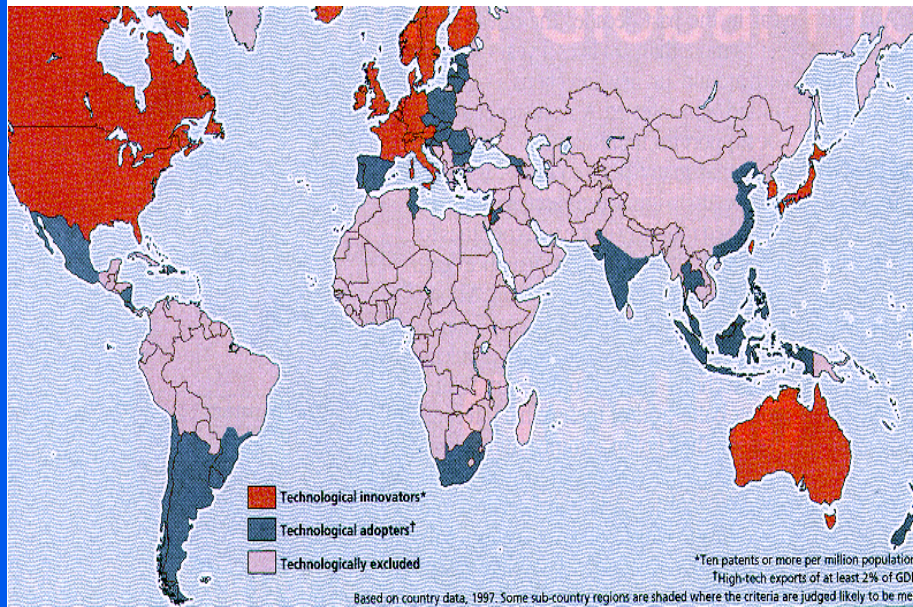 Technological innovators*
Technological adopters†
Technologically excluded
*Ten patents or more per million population
†High-tech exports of at least 2% of GD
Based on country data, 1997. Some sub-country regions are shaded where the criteria are judged likely to be me